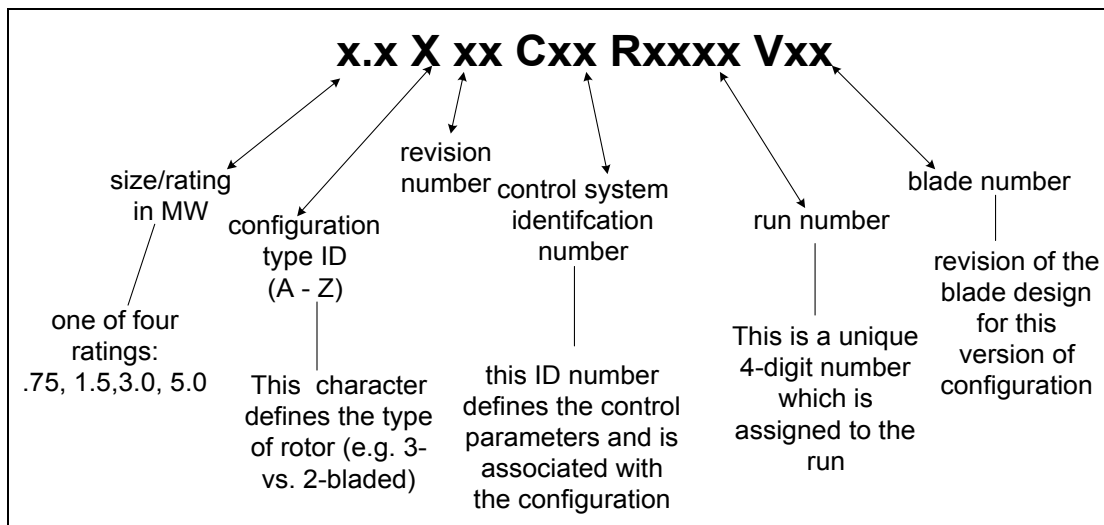 x.x X xx Cxx Rxxxx Vxx
size/rating
in MW
one of four
ratings:
.75, 1.5,3.0, 5.0
configuration
type ID
(A - Z)
This  character
defines the type
of rotor (e.g. 3-
vs. 2-bladed)
revision
number
control system
identifcation
number
this ID number
defines the control
parameters and is
associated with
the configuration
run number
This is a unique
4-digit number
which is
assigned to the
run
blade number
revision of the
blade design
for this
version of
configuration